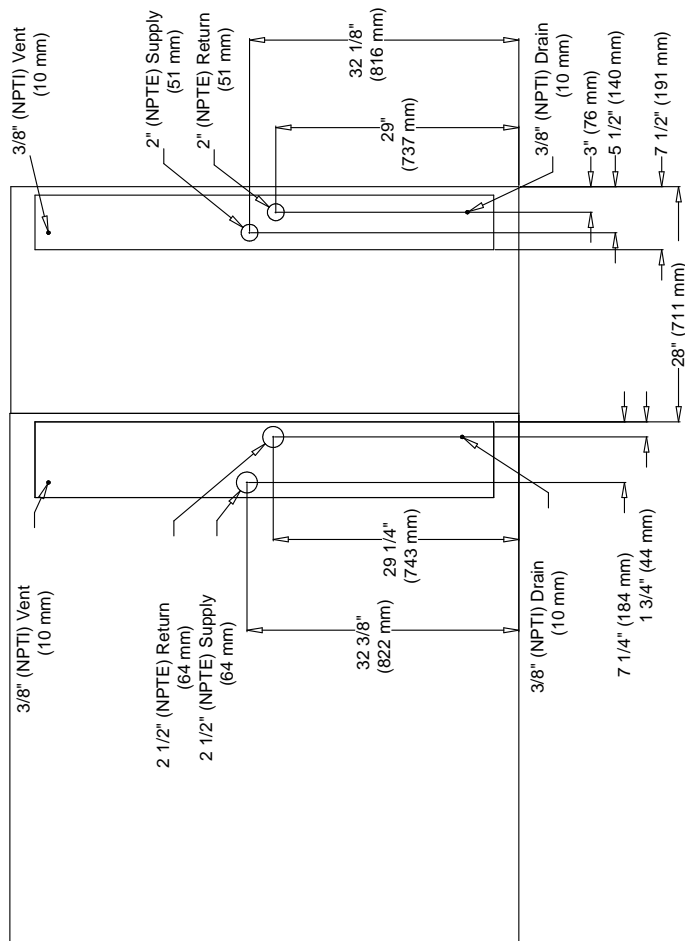 3/8" (NPTI) Vent
(10 mm)
2" (NPTE) Supply
(51 mm)
2" (NPTE) Return
(51 mm)
32 1/8"
(816 mm)
29"
(737 mm)
3/8" (NPTI) Drain
(10 mm)
3" (76 mm)
5 1/2" (140 mm)
7 1/2" (191 mm)
28" (711 mm)
3/8" (NPTI) Vent
(10 mm)
2 1/2" (NPTE) Return
(64 mm)
2 1/2" (NPTE) Supply
(64 mm)
29 1/4"
(743 mm)
32 3/8"
(822 mm)
3/8" (NPTI) Drain
(10 mm)
7 1/4" (184 mm)
1 3/4" (44 mm)